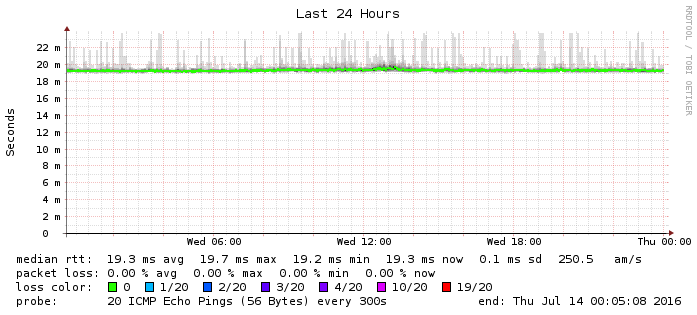 Last 24 Hours
RRDTOOL / TOBI OETIKER
Seconds
22 m
20 m
18 m
16 m
14 m
12 m
10 m
8 m
6 m
4 m
2 m
0
Wed 06:00 Wed 12:00 Wed 18:00 Thu 00:00
median rtt: 19.3 ms avg 19.7 ms max 19.2 ms min 19.3 ms now 0.1 ms sd 250.5 am/s
packet loss: 0.00 % avg 0.00 % max 0.00 % min 0.00 % now
loss color: 0 1/20 2/20 3/20 4/20 10/20 19/20
probe: 20 ICMP Echo Pings (56 Bytes) every 300s end: Thu Jul 14 00:05:08 2016